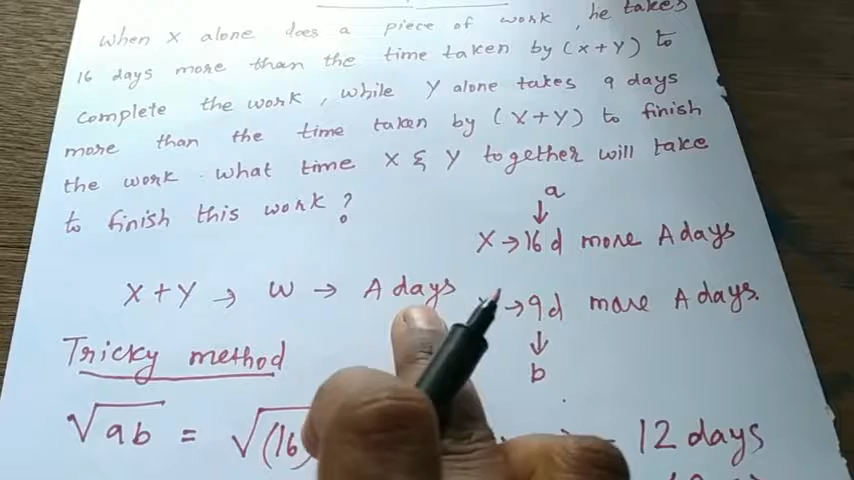 When X alone does a piece of work, he takes
16 days more than the time taken by (X+Y) to
complete the work, while Y alone takes 9 days
more than the time taken by (X+Y) to finish
the work. what time X & Y together will take
to finish this work?
a
↓
X → 16 d more A days
X+Y → W → A days
→ 9 d more A days.
↓
b
Tricky method
√ab = √(16) 12 days